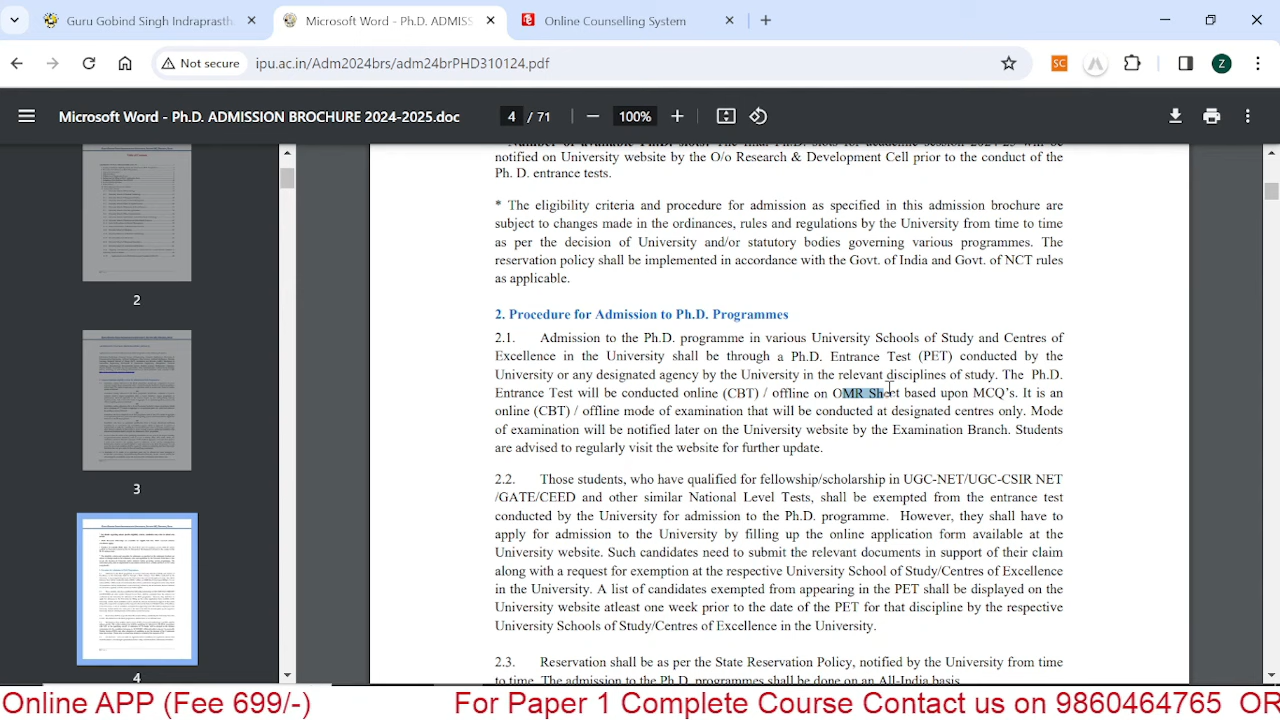 Guru Gobind Singh Indraprasth
Microsoft Word - Ph.D. ADMISS
Online Counselling System
Not secure
ipu.ac.in/Adm2024brs/adm24brPHD310124.pdf
SC
Z
Microsoft Word - Ph.D. ADMISSION BROCHURE 2024-2025.doc
4 / 71
100%
notified on University website by the O/o Research & Development Cell prior to the conduct of the
Ph. D. entrance tests.
* The eligibility criteria and procedure for admission as specified in this admission brochure are
subject to changes made in the ordinances, rules and regulations by the University from time to time
as per the guidelines of University and/or statutory bodies governing various programmes. The
reservation policy shall be implemented in accordance with the Govt. of India and Govt. of NCT rules
as applicable.
2. Procedure for Admission to Ph.D. Programmes
2.1. Admission to the Ph.D. programme in various University Schools of Study and Centres of
Excellence of the University shall be through a Ph.D. Entrance Test (PET) conducted by the
University/or any designated agency by the University in the relevant disciplines of study. The Ph.D.
Entrance Test will be conducted online (CBT) / offline on OMR Sheet based upon MCQ's. It is an
online (CBT) / offline mode of examination that will be conducted at designated centres only. Mode
of examination will be notified later on the University website by the Examination Branch. Students
are advised to regularly visit the website for further update.
2.2. Those students, who have qualified for fellowship/scholarship in UGC-NET/UGC-CSIR NET
/GATE/CEED and other similar National Level Tests, shall be exempted from the entrance test
conducted by the University for admission to the Ph.D. programme. However, they shall have to
apply for admission to the University by filling up the application form available at the
University website. Such candidates need to submit relevant documents in support of their claim
along with a request for exemption at the respective University School of Study/Centre of Excellence
in the University. List of candidates exempted from appearing in the PET shall be displayed on the
University website at least one week prior to the date of PET in that discipline by the respective
University Schools of Study/Centres of Excellence in the University.
2.3. Reservation shall be as per the State Reservation Policy, notified by the University from time
to time. The admission to the Ph.D. programmes shall be done on an All-India basis.
2
3
4
Online APP (Fee 699/-)
For Paper 1 Complete Course Contact us on 9860464765 OR